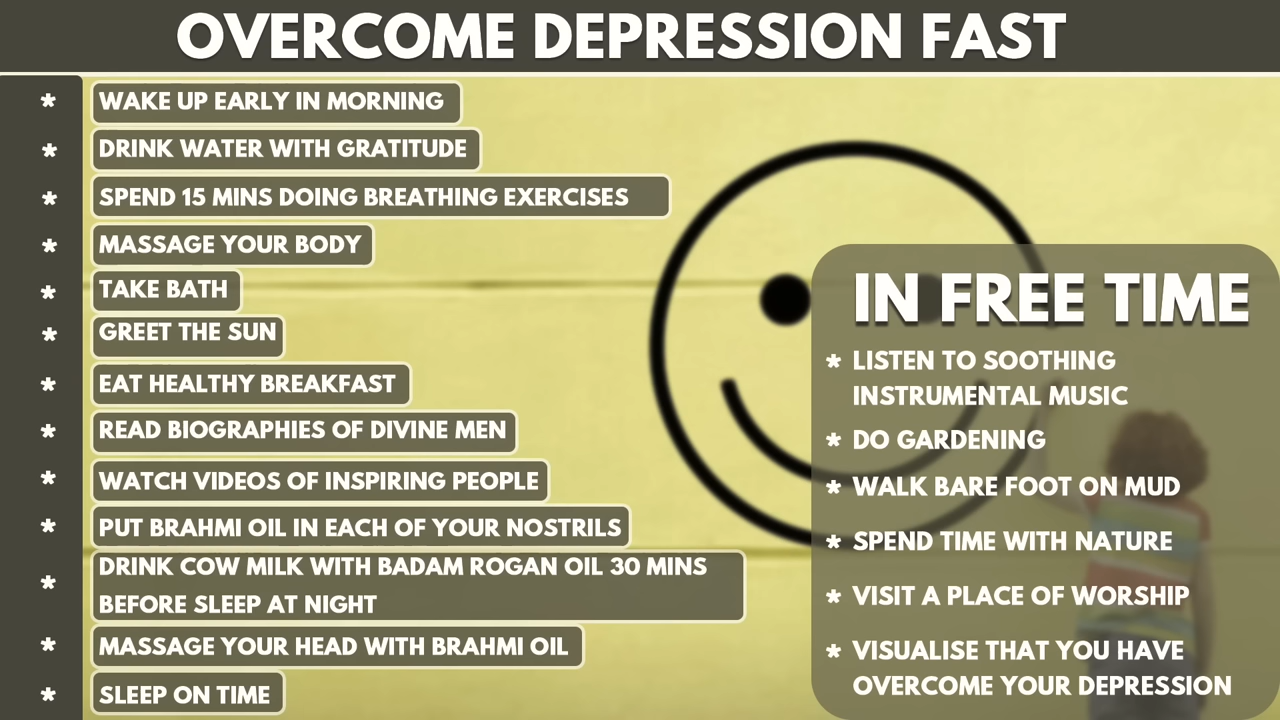 OVERCOME DEPRESSION FAST
* WAKE UP EARLY IN MORNING
* DRINK WATER WITH GRATITUDE
* SPEND 15 MINS DOING BREATHING EXERCISES
* MASSAGE YOUR BODY
* TAKE BATH
* GREET THE SUN
* EAT HEALTHY BREAKFAST
* READ BIOGRAPHIES OF DIVINE MEN
* WATCH VIDEOS OF INSPIRING PEOPLE
* PUT BRAHMI OIL IN EACH OF YOUR NOSTRILS
* DRINK COW MILK WITH BADAM ROGAN OIL 30 MINS
BEFORE SLEEP AT NIGHT
* MASSAGE YOUR HEAD WITH BRAHMI OIL
* SLEEP ON TIME
IN FREE TIME
* LISTEN TO SOOTHING
INSTRUMENTAL MUSIC
* DO GARDENING
* WALK BARE FOOT ON MUD
* SPEND TIME WITH NATURE
* VISIT A PLACE OF WORSHIP
* VISUALISE THAT YOU HAVE
OVERCOME YOUR DEPRESSION